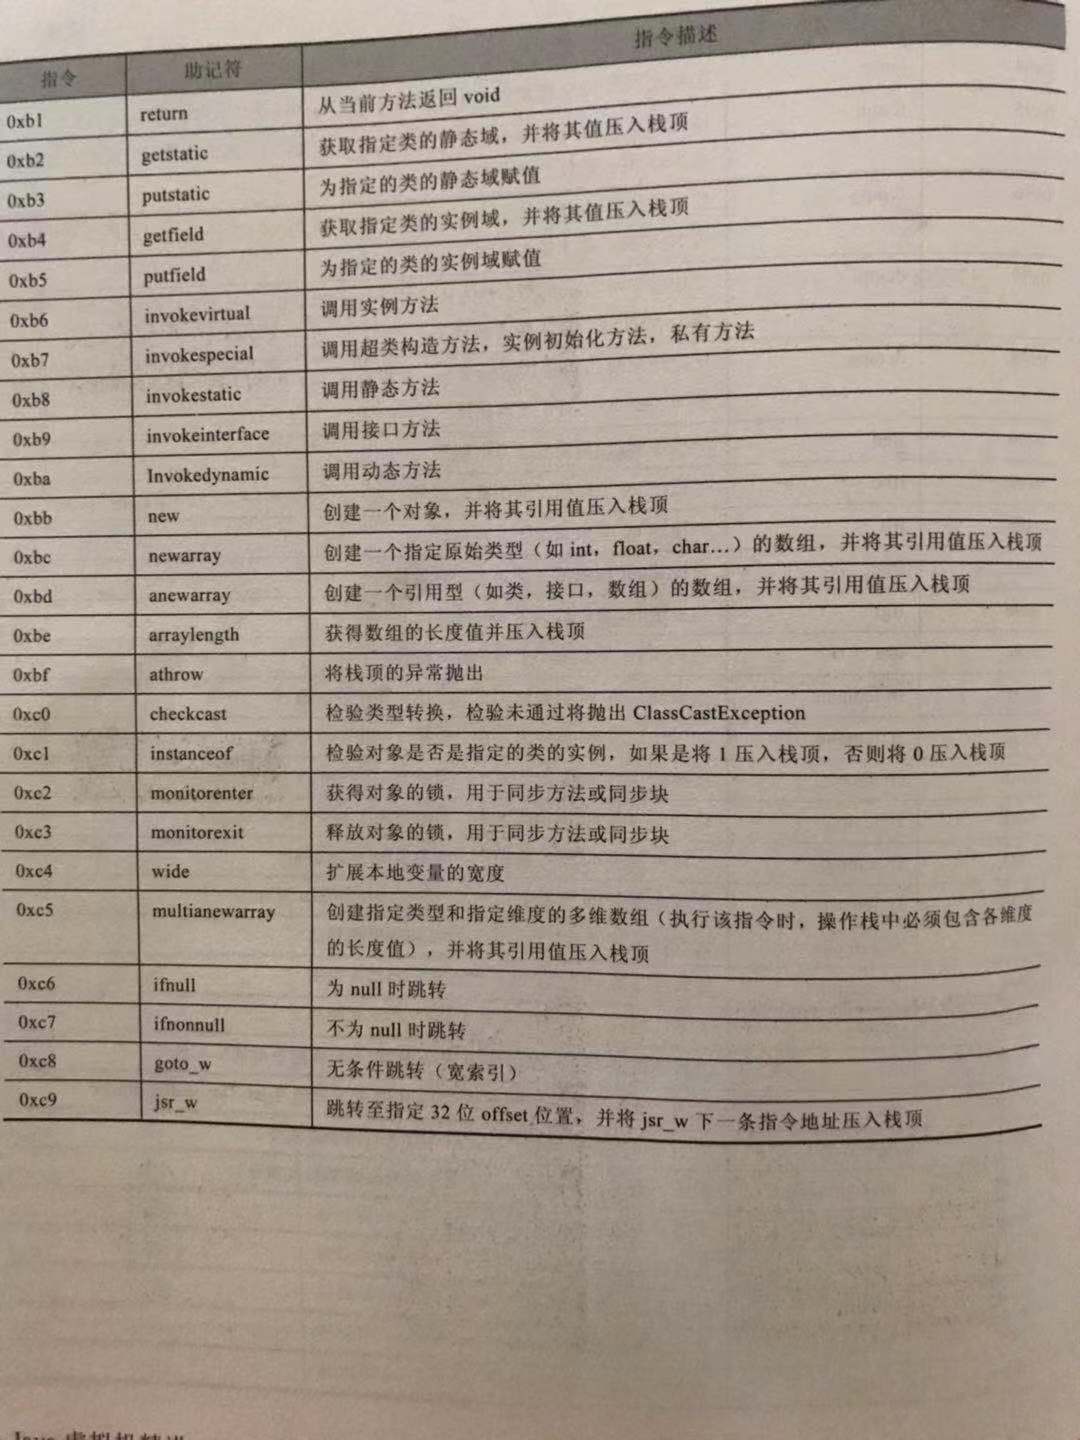 指令 助记符 指令描述
0xb1 return 从当前方法返回 void
0xb2 getstatic 获取指定类的静态域，并将其值压入栈顶
0xb3 putstatic 为指定的类的静态域赋值
0xb4 getfield 获取指定类的实例域，并将其值压入栈顶
0xb5 putfield 为指定的类的实例域赋值
0xb6 invokevirtual 调用实例方法
0xb7 invokespecial 调用超类构造方法，实例初始化方法，私有方法
0xb8 invokestatic 调用静态方法
0xb9 invokeinterface 调用接口方法
0xba Invokedynamic 调用动态方法
0xbb new 创建一个对象，并将其引用值压入栈顶
0xbc newarray 创建一个指定原始类型（如 int，float，char…）的数组，并将其引用值压入栈顶
0xbd anewarray 创建一个引用型（如类，接口，数组）的数组，并将其引用值压入栈顶
0xbe arraylength 获得数组的长度值并压入栈顶
0xbf athrow 将栈顶的异常抛出
0xc0 checkcast 检验类型转换，检验未通过将抛出 ClassCastException
0xc1 instanceof 检验对象是否是指定的类的实例，如果是将 1 压入栈顶，否则将 0 压入栈顶
0xc2 monitorenter 获得对象的锁，用于同步方法或同步块
0xc3 monitorexit 释放对象的锁，用于同步方法或同步块
0xc4 wide 扩展本地变量的宽度
0xc5 multianewarray 创建指定类型和指定维度的多维数组（执行该指令时，操作栈中必须包含各维度
的长度值），并将其引用值压入栈顶
0xc6 ifnull 为 null 时跳转
0xc7 ifnonnull 不为 null 时跳转
0xc8 goto_w 无条件跳转（宽索引）
0xc9 jsr_w 跳转至指定 32 位 offset 位置，并将 jsr_w 下一条指令地址压入栈顶
Java 虚拟机精讲